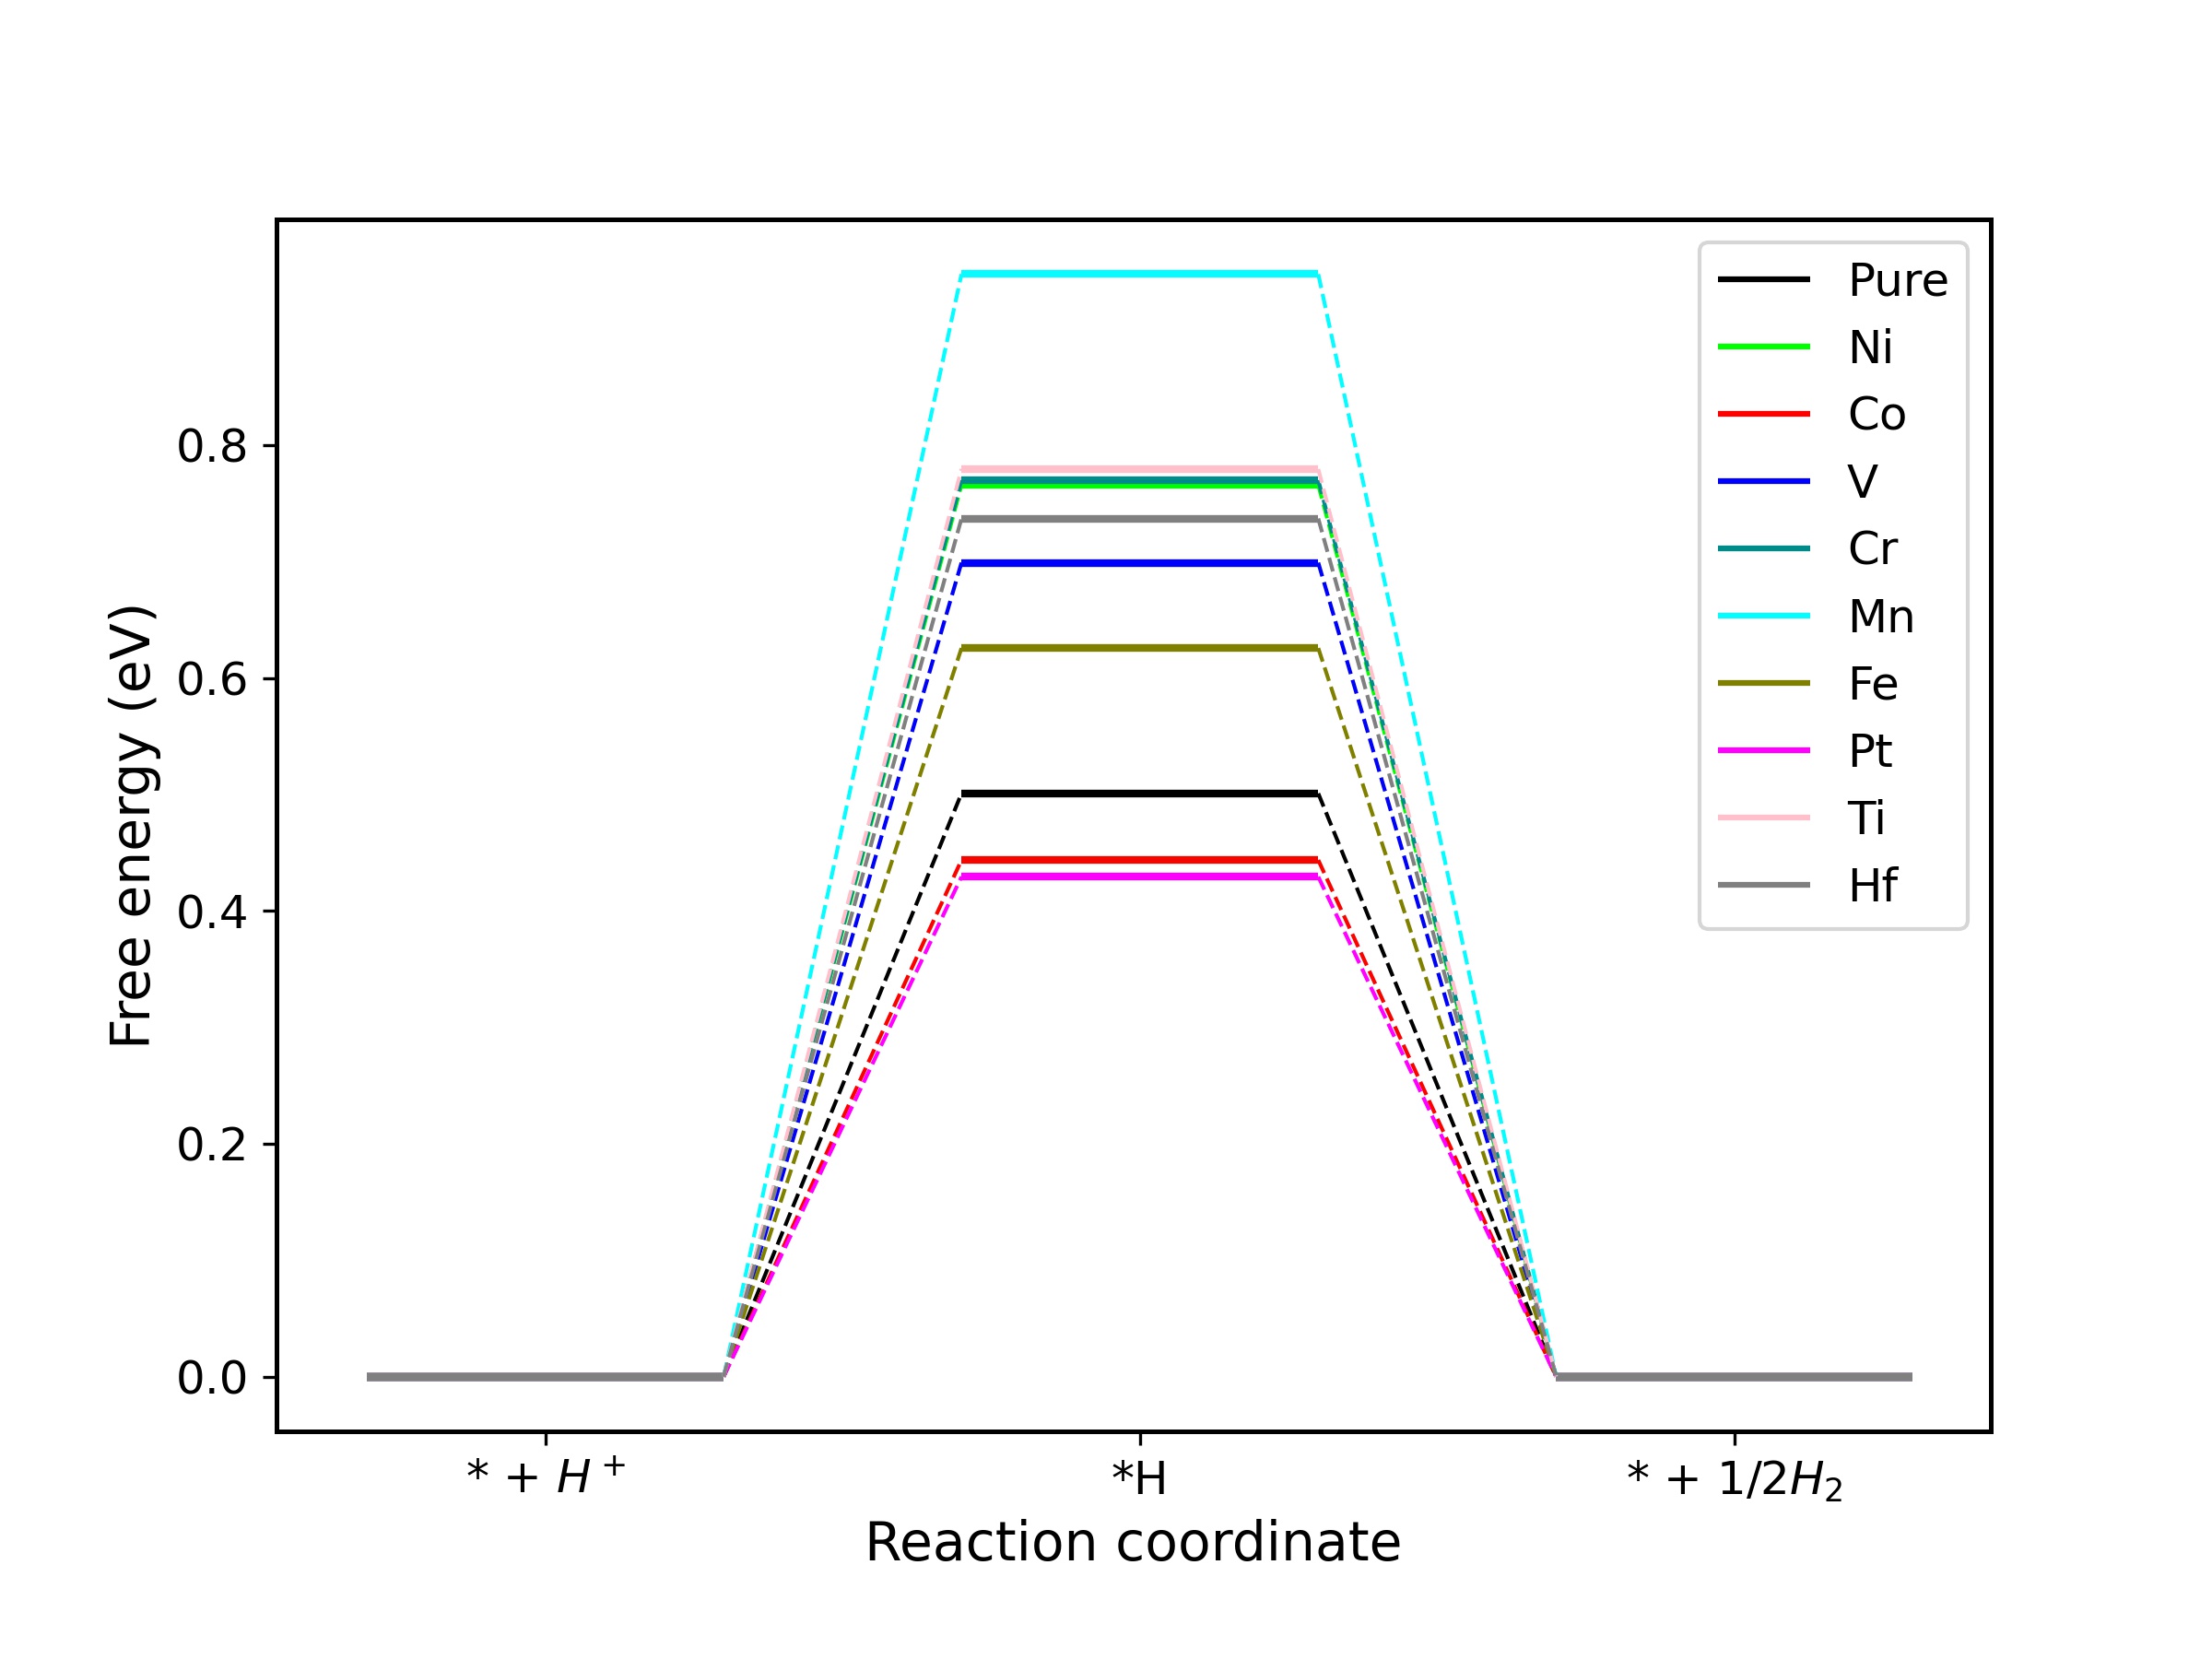 Pure
Ni
Co
V
Cr
Mn
Fe
Pt
Ti
Hf
Free energy (eV)
0.8
0.6
0.4
0.2
0.0
* + H⁺
*H
* + 1/2H₂
Reaction coordinate